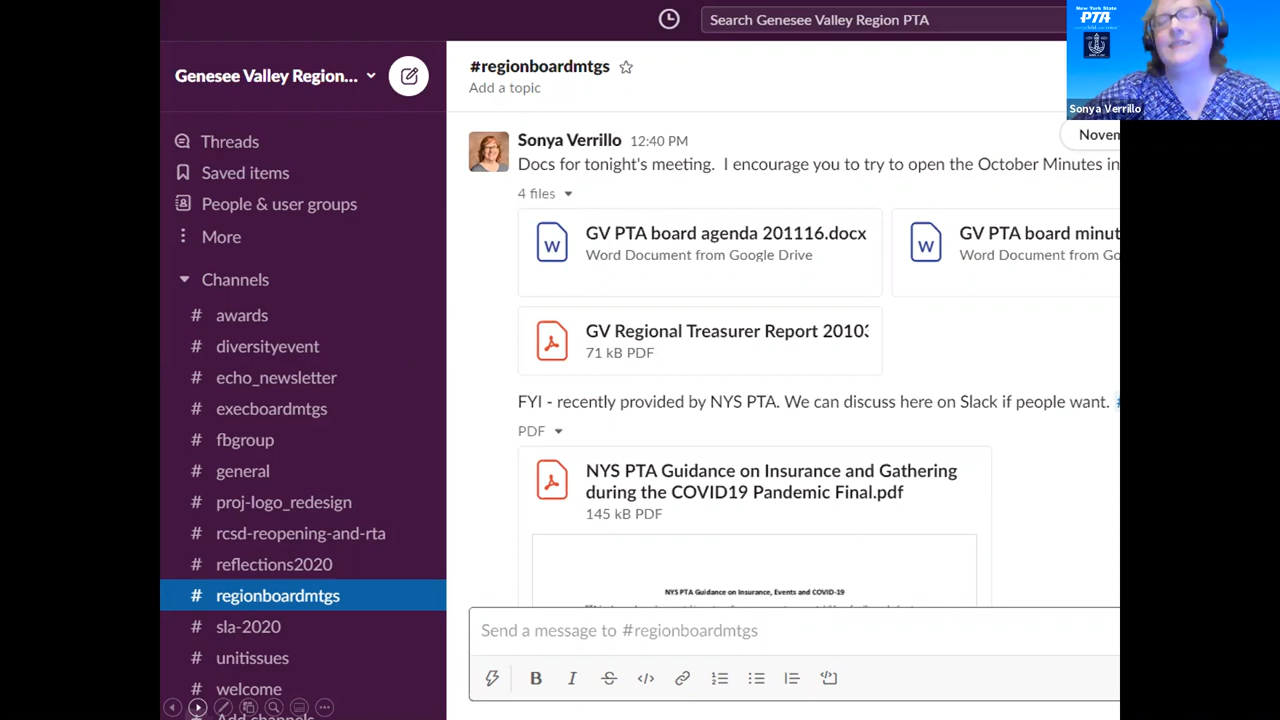 Search Genesee Valley Region PTA
New York State
PTA
Sonya Verrillo
Genesee Valley Region...
Threads
Saved items
People & user groups
More
Channels
# awards
# diversityevent
# echo_newsletter
# execboardmtgs
# fbgroup
# general
# proj-logo_redesign
# rcsd-reopening-and-rta
# reflections2020
# regionboardmtgs
# sla-2020
# unitissues
# welcome
Add channels
#regionboardmtgs
Add a topic
Novem
Sonya Verrillo 12:40 PM
Docs for tonight's meeting. I encourage you to try to open the October Minutes in
4 files
W GV PTA board agenda 201116.docx
Word Document from Google Drive
W GV PTA board minut
Word Document from Go
GV Regional Treasurer Report 20103
71 kB PDF
FYI - recently provided by NYS PTA. We can discuss here on Slack if people want. #
PDF
NYS PTA Guidance on Insurance and Gathering
during the COVID19 Pandemic Final.pdf
145 kB PDF
NYS PTA Guidance on Insurance, Events and COVID-19
Send a message to #regionboardmtgs
B I S </>